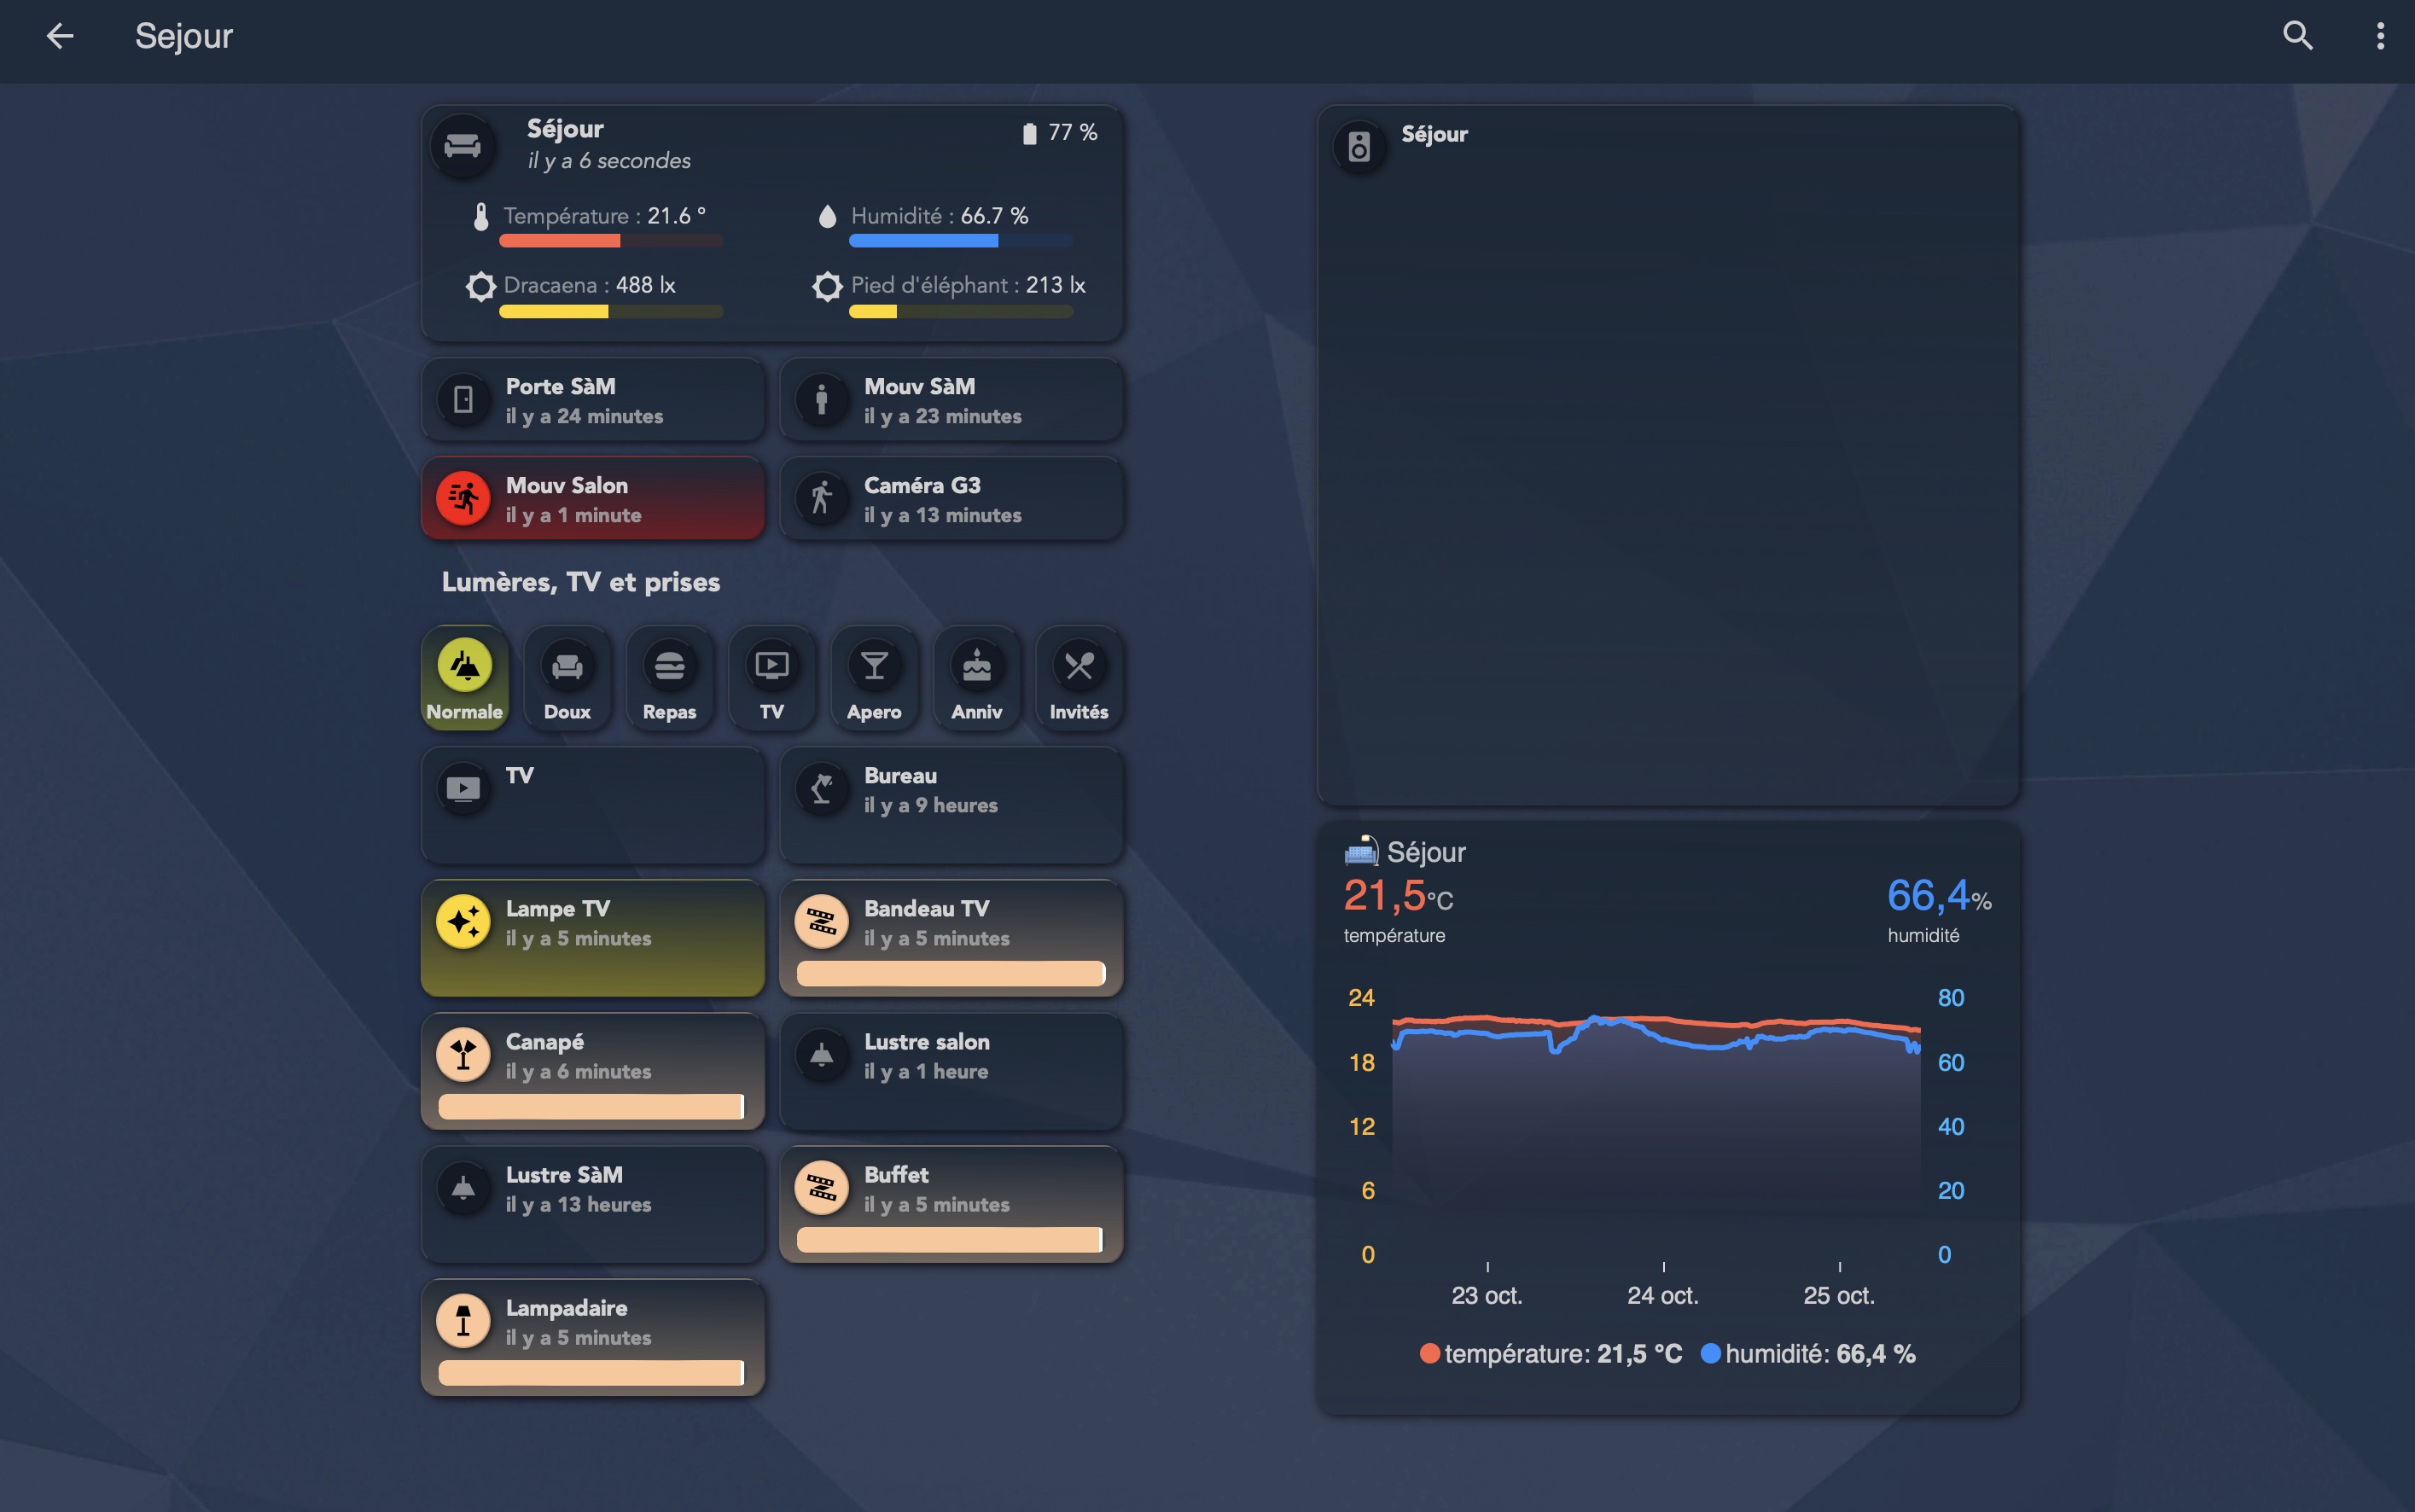 Sejour
Séjour
77 %
il y a 6 secondes
Température : 21.6 °
Humidité : 66.7 %
Dracaena : 488 lx
Pied d'éléphant : 213 lx
Porte SàM
il y a 24 minutes
Mouv SàM
il y a 23 minutes
Mouv Salon
il y a 1 minute
Caméra G3
il y a 13 minutes
Lumères, TV et prises
Normale
Doux
Repas
TV
Apero
Anniv
Invités
TV
Bureau
il y a 9 heures
Lampe TV
il y a 5 minutes
Bandeau TV
il y a 5 minutes
Canapé
il y a 6 minutes
Lustre salon
il y a 1 heure
Lustre SàM
il y a 13 heures
Buffet
il y a 5 minutes
Lampadaire
il y a 5 minutes
Séjour
Séjour
21,5°C
température
66,4%
humidité
24
18
12
6
0
80
60
40
20
0
23 oct.
24 oct.
25 oct.
température: 21,5 °C
humidité: 66,4 %